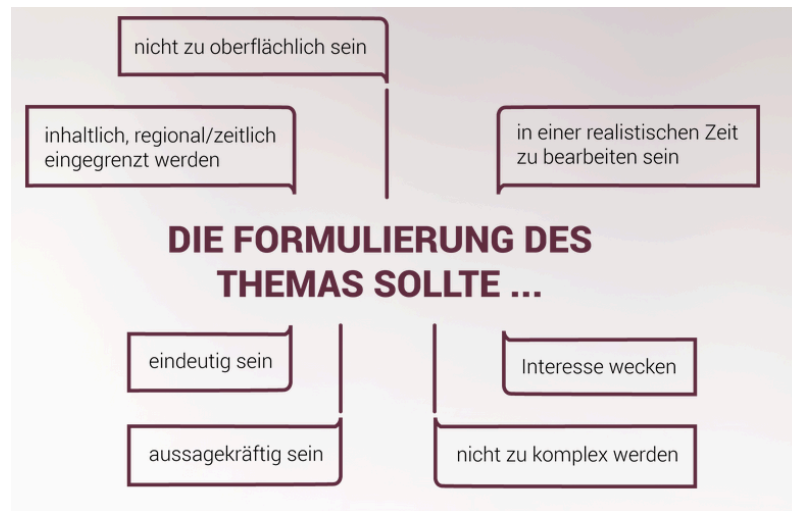 nicht zu oberflächlich sein
inhaltlich, regional/zeitlich
eingegrenzt werden
in einer realistischen Zeit
zu bearbeiten sein
DIE FORMULIERUNG DES
THEMAS SOLLTE ...
eindeutig sein
Interesse wecken
aussagekräftig sein
nicht zu komplex werden